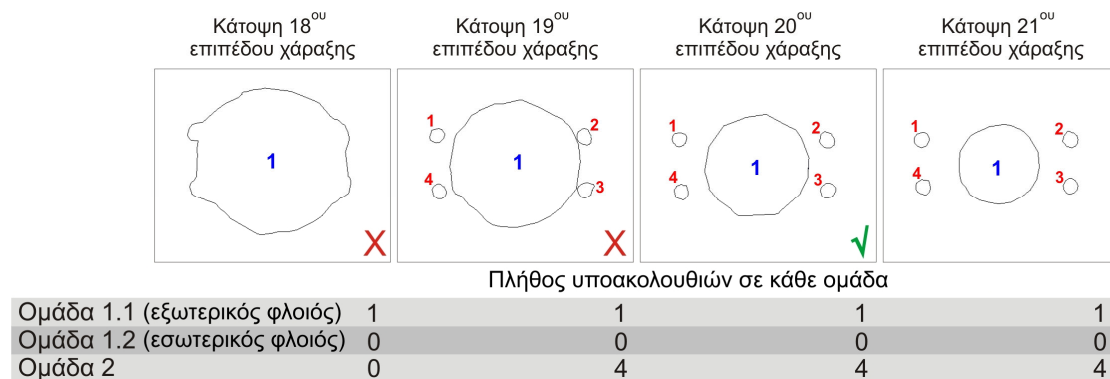 Κάτοψη 18ου
επιπέδου χάραξης
Κάτοψη 19ου
επιπέδου χάραξης
Κάτοψη 20ου
επιπέδου χάραξης
Κάτοψη 21ου
επιπέδου χάραξης
1
X
1
2
1
4
3
X
1
2
1
4
3
√
1
2
1
4
3
Πλήθος υποακολουθιών σε κάθε ομάδα
Ομάδα 1.1 (εξωτερικός φλοιός) 1 1 1 1
Ομάδα 1.2 (εσωτερικός φλοιός) 0 0 0 0
Ομάδα 2 0 4 4 4